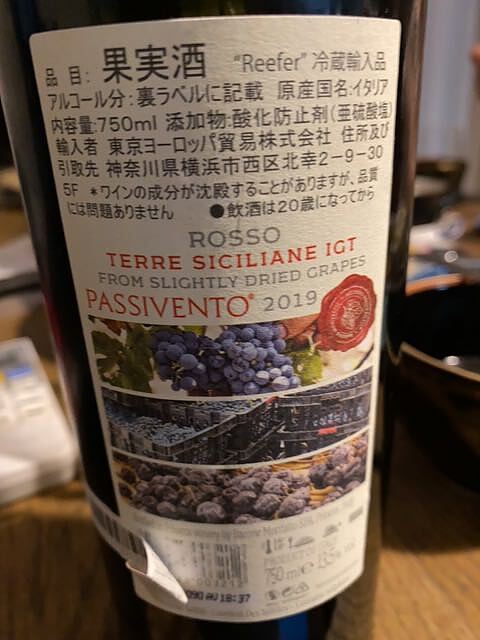 品 目: 果実酒 "Reefer" 冷蔵輸入品
アルコール分:裏ラベルに記載 原産国名:イタリア
内容量:750ml 添加物:酸化防止剤(亜硫酸塩)
輸入者 東京ヨーロッパ貿易株式会社 住所及び
引取先 神奈川県横浜市西区北幸2-9-30
5F *ワインの成分が沈殿することがありますが、品質
には問題ありません ●飲酒は20歳になってから
ROSSO
TERRE SICILIANE IGT
FROM SLIGHTLY DRIED GRAPES
PASSIVENTO® 2019
PRODUCT OF
750 ml e
18:37